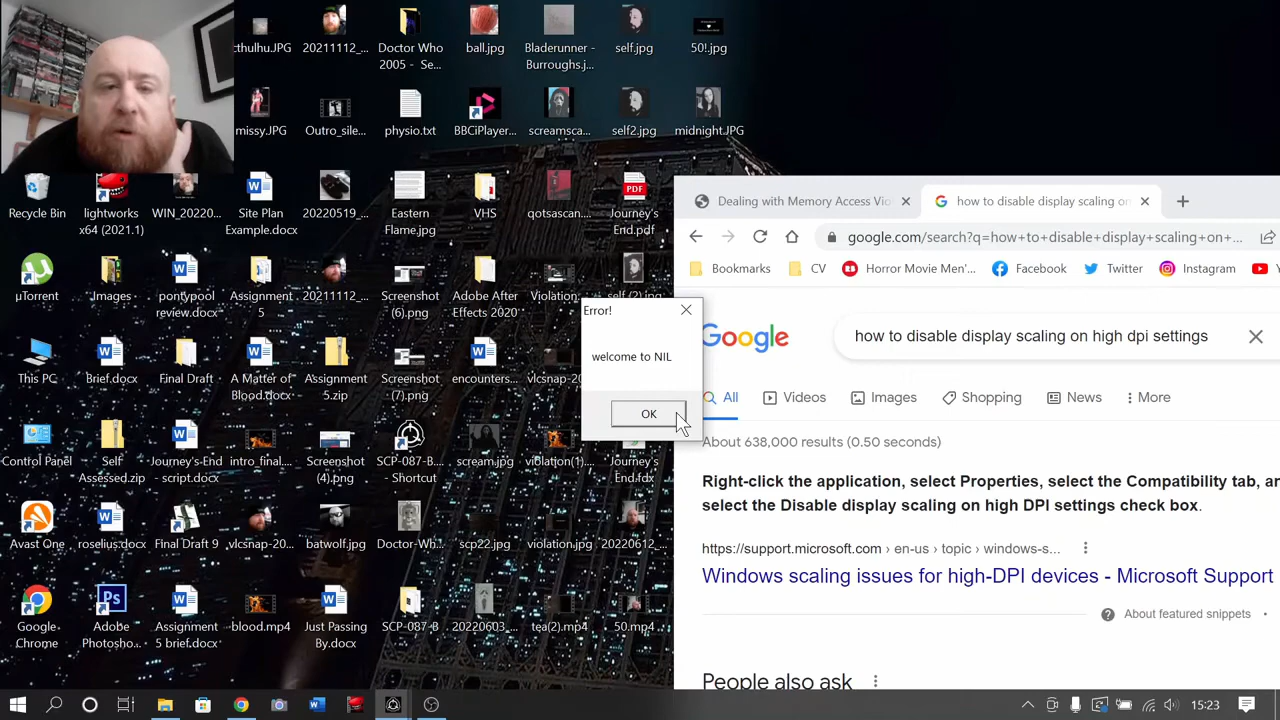 cthulhu.JPG
20211112_...
Doctor Who
2005 - Se...
ball.jpg
Bladerunner -
Burroughs.j...
self.jpg
50!.jpg
missy.JPG
Outro_sile...
physio.txt
BBCiPlayer...
screamsca...
self2.jpg
midnight.JPG
Recycle Bin
lightworks
x64 (2021.1)
WIN_20220...
Site Plan
Example.docx
20220519_...
Eastern
Flame.jpg
VHS
qotsascan....
PDF
Journey's
End.pdf
µTorrent
Images
pontypool
review.docx
Assignment
5
20211112_...
Screenshot
(6).png
Adobe After
Effects 2020
Violation...
self (2).jpg
This PC
Brief.docx
Final Draft
A Matter of
Blood.docx
Assignment
5.zip
Screenshot
(7).png
encounters...
vlcsnap-20...
Control Panel
Self
Assessed.zip
Journey's-End
- script.docx
intro_final....
Screenshot
(4).png
SCP-087-B...
- Shortcut
scream.jpg
violation(1)....
Journey's
End.fdx
Avast One
roselius.docx
Final Draft 9
vlcsnap-20...
batwolf.jpg
Doctor-Wh...
scp22.jpg
violation.jpg
20220612_...
Google
Chrome
Adobe
Photosho...
Assignment
5 brief.docx
blood.mp4
Just Passing
By.docx
SCP-087-B
20220603_...
tea(2).mp4
50.mp4
Error!
welcome to NIL
OK
Dealing with Memory Access Vio
how to disable display scaling on
google.com/search?q=how+to+disable+display+scaling+on+...
Bookmarks
CV
Horror Movie Men'...
Facebook
Twitter
Instagram
Y
Google
how to disable display scaling on high dpi settings
All
Videos
Images
Shopping
News
More
About 638,000 results (0.50 seconds)
Right-click the application, select Properties, select the Compatibility tab, an
select the Disable display scaling on high DPI settings check box.
https://support.microsoft.com › en-us › topic › windows-s...
Windows scaling issues for high-DPI devices - Microsoft Support
About featured snippets
People also ask
15:23